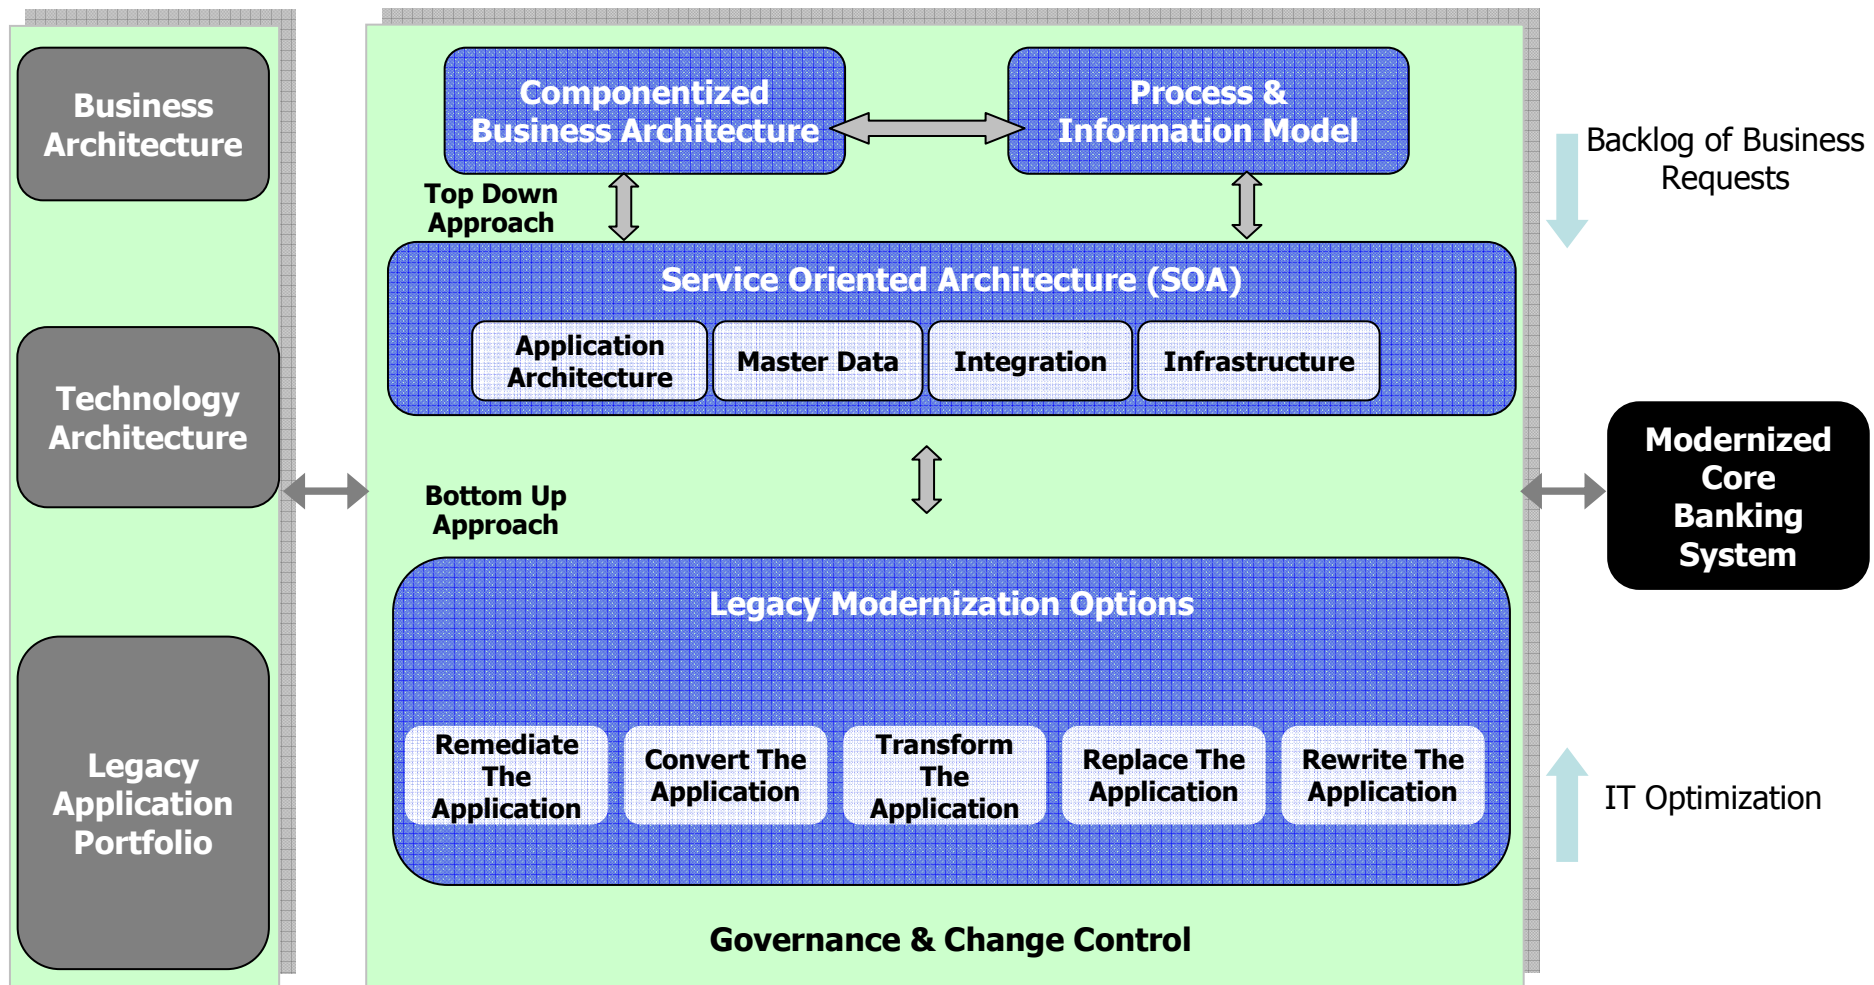 Business
Architecture
Technology
Architecture
Legacy
Application
Portfolio
Componentized
Business Architecture
Process &
Information Model
Top Down
Approach
Service Oriented Architecture (SOA)
Application
Architecture
Master Data
Integration
Infrastructure
Bottom Up
Approach
Legacy Modernization Options
Remediate
The
Application
Convert The
Application
Transform
The
Application
Replace The
Application
Rewrite The
Application
Governance & Change Control
Backlog of Business
Requests
Modernized
Core
Banking
System
IT Optimization